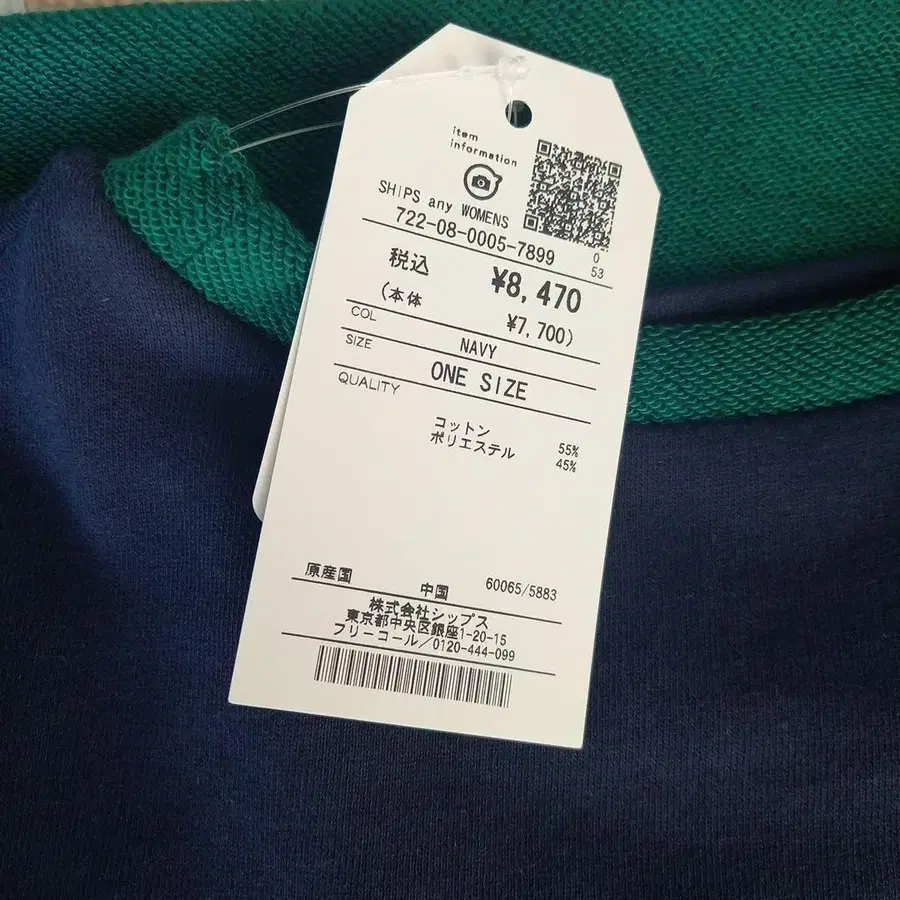 item
information
SHIPS any WOMENS
722-08-0005-7899
0
53
税込 ¥8,470
(本体 ¥7,700)
COL NAVY
SIZE ONE SIZE
QUALITY
コットン 55%
ポリエステル 45%
原産国 中国 60065/5883
株式会社シップス
東京都中央区銀座1-20-15
フリーコール/0120-444-099